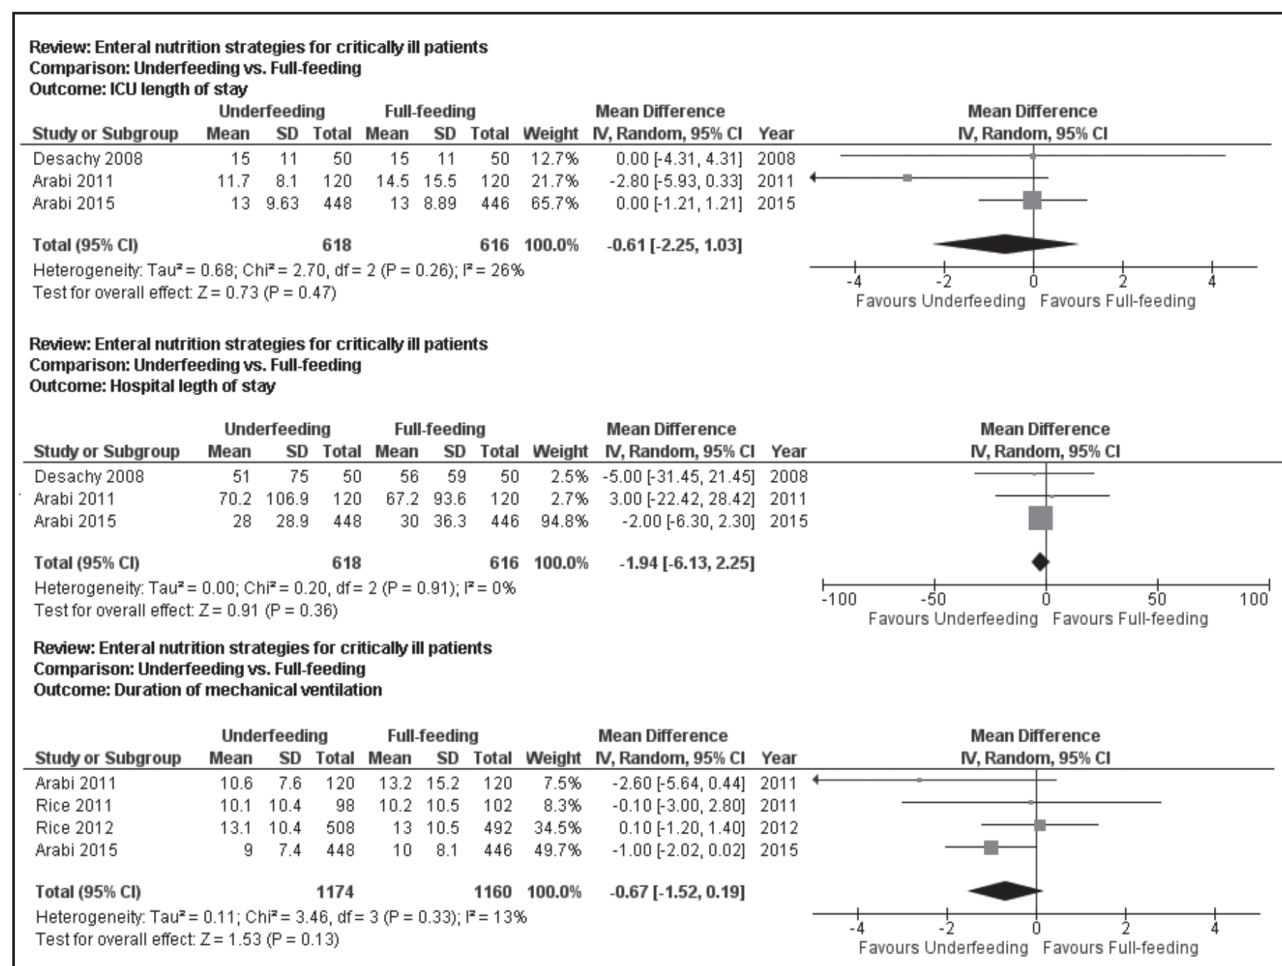 Review: Enteral nutrition strategies for critically ill patients
Comparison: Underfeeding vs. Full-feeding
Outcome: ICU length of stay
Underfeeding Full-feeding Mean Difference Mean Difference
Study or Subgroup Mean SD Total Mean SD Total Weight IV, Random, 95% CI Year IV, Random, 95% CI
Desachy 2008 15 11 50 15 11 50 12.7% 0.00 [-4.31, 4.31] 2008
Arabi 2011 11.7 8.1 120 14.5 15.5 120 21.7% -2.80 [-5.93, 0.33] 2011
Arabi 2015 13 9.63 448 13 8.89 446 65.7% 0.00 [-1.21, 1.21] 2015
Total (95% CI) 618 616 100.0% -0.61 [-2.25, 1.03]
Heterogeneity: Tau² = 0.68; Chi² = 2.70, df = 2 (P = 0.26); I² = 26%
Test for overall effect: Z = 0.73 (P = 0.47)
-4 -2 0 2 4
Favours Underfeeding Favours Full-feeding
Review: Enteral nutrition strategies for critically ill patients
Comparison: Underfeeding vs. Full-feeding
Outcome: Hospital legth of stay
Underfeeding Full-feeding Mean Difference Mean Difference
Study or Subgroup Mean SD Total Mean SD Total Weight IV, Random, 95% CI Year IV, Random, 95% CI
Desachy 2008 51 75 50 56 59 50 2.5% -5.00 [-31.45, 21.45] 2008
Arabi 2011 70.2 106.9 120 67.2 93.6 120 2.7% 3.00 [-22.42, 28.42] 2011
Arabi 2015 28 28.9 448 30 36.3 446 94.8% -2.00 [-6.30, 2.30] 2015
Total (95% CI) 618 616 100.0% -1.94 [-6.13, 2.25]
Heterogeneity: Tau² = 0.00; Chi² = 0.20, df = 2 (P = 0.91); I² = 0%
Test for overall effect: Z = 0.91 (P = 0.36)
-100 -50 0 50 100
Favours Underfeeding Favours Full-feeding
Review: Enteral nutrition strategies for critically ill patients
Comparison: Underfeeding vs. Full-feeding
Outcome: Duration of mechanical ventilation
Underfeeding Full-feeding Mean Difference Mean Difference
Study or Subgroup Mean SD Total Mean SD Total Weight IV, Random, 95% CI Year IV, Random, 95% CI
Arabi 2011 10.6 7.6 120 13.2 15.2 120 7.5% -2.60 [-5.64, 0.44] 2011
Rice 2011 10.1 10.4 98 10.2 10.5 102 8.3% -0.10 [-3.00, 2.80] 2011
Rice 2012 13.1 10.4 508 13 10.5 492 34.5% 0.10 [-1.20, 1.40] 2012
Arabi 2015 9 7.4 448 10 8.1 446 49.7% -1.00 [-2.02, 0.02] 2015
Total (95% CI) 1174 1160 100.0% -0.67 [-1.52, 0.19]
Heterogeneity: Tau² = 0.11; Chi² = 3.46, df = 3 (P = 0.33); I² = 13%
Test for overall effect: Z = 1.53 (P = 0.13)
-4 -2 0 2 4
Favours Underfeeding Favours Full-feeding